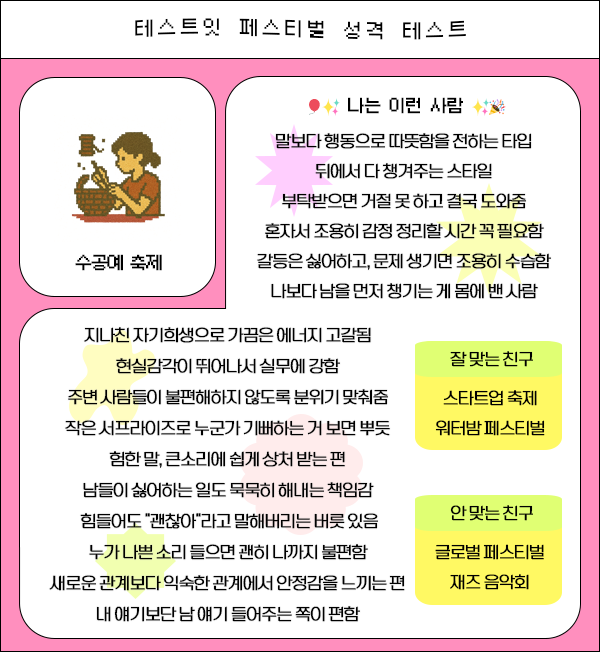 테스트잇 페스티벌 성격 테스트
수공예 축제
나는 이런 사람
말보다 행동으로 따뜻함을 전하는 타입
뒤에서 다 챙겨주는 스타일
부탁받으면 거절 못 하고 결국 도와줌
혼자서 조용히 감정 정리할 시간 꼭 필요함
갈등은 싫어하고, 문제 생기면 조용히 수습함
나보다 남을 먼저 챙기는 게 몸에 밴 사람
지나친 자기희생으로 가끔은 에너지 고갈됨
현실감각이 뛰어나서 실무에 강함
주변 사람들이 불편해하지 않도록 분위기 맞춰줌
작은 서프라이즈로 누군가 기뻐하는 거 보면 뿌듯
험한 말, 큰소리에 쉽게 상처 받는 편
남들이 싫어하는 일도 묵묵히 해내는 책임감
힘들어도 "괜찮아"라고 말해버리는 버릇 있음
누가 나쁜 소리 들으면 괜히 나까지 불편함
새로운 관계보다 익숙한 관계에서 안정감을 느끼는 편
내 얘기보단 남 얘기 들어주는 쪽이 편함
잘 맞는 친구
스타트업 축제
워터밤 페스티벌
안 맞는 친구
글로벌 페스티벌
재즈 음악회